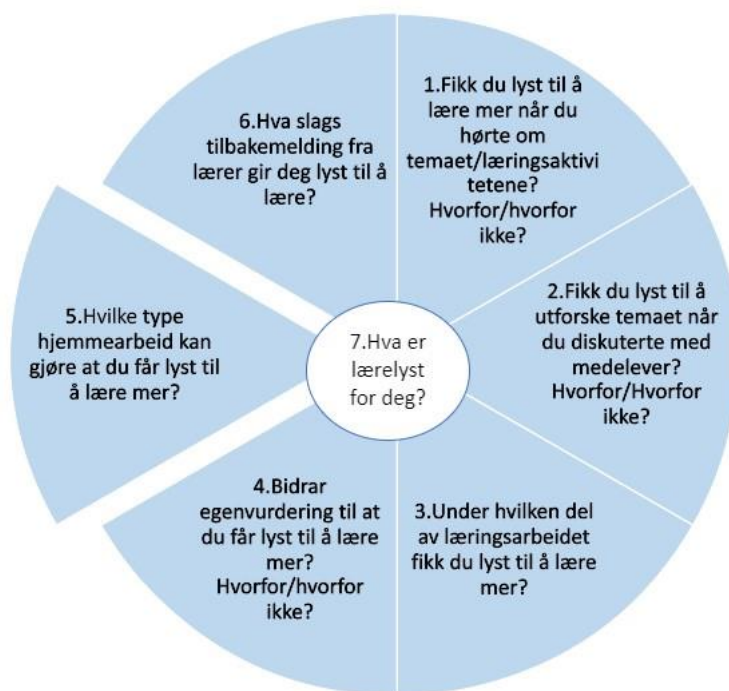 1.Fikk du lyst til å
lære mer når du
hørte om
temaet/læringsaktivi
tetene?
Hvorfor/hvorfor
ikke?
2.Fikk du lyst til å
utforske temaet når
du diskuterte med
medelever?
Hvorfor/Hvorfor
ikke?
3.Under hvilken del
av læringsarbeidet
fikk du lyst til å lære
mer?
4.Bidrar
egenvurdering til at
du får lyst til å lære
mer?
Hvorfor/hvorfor
ikke?
5.Hvilke type
hjemmearbeid kan
gjøre at du får lyst til
å lære mer?
6.Hva slags
tilbakemelding fra
lærer gir deg lyst til å
lære?
7.Hva er
lærelyst
for deg?